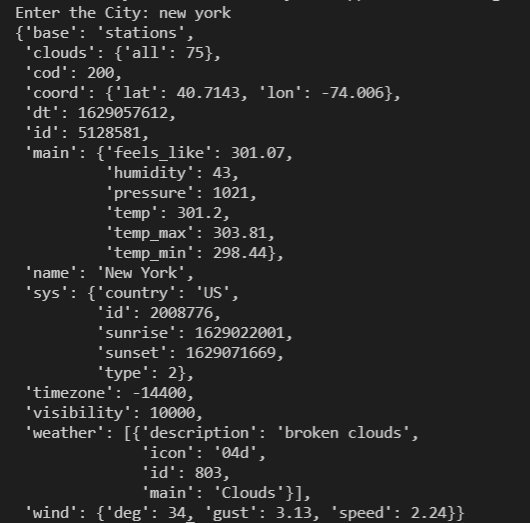 Enter the City: new york
{'base': 'stations',
 'clouds': {'all': 75},
 'cod': 200,
 'coord': {'lat': 40.7143, 'lon': -74.006},
 'dt': 1629057612,
 'id': 5128581,
 'main': {'feels_like': 301.07,
          'humidity': 43,
          'pressure': 1021,
          'temp': 301.2,
          'temp_max': 303.81,
          'temp_min': 298.44},
 'name': 'New York',
 'sys': {'country': 'US',
         'id': 2008776,
         'sunrise': 1629022001,
         'sunset': 1629071669,
         'type': 2},
 'timezone': -14400,
 'visibility': 10000,
 'weather': [{'description': 'broken clouds',
              'icon': '04d',
              'id': 803,
              'main': 'Clouds'}],
 'wind': {'deg': 34, 'gust': 3.13, 'speed': 2.24}}